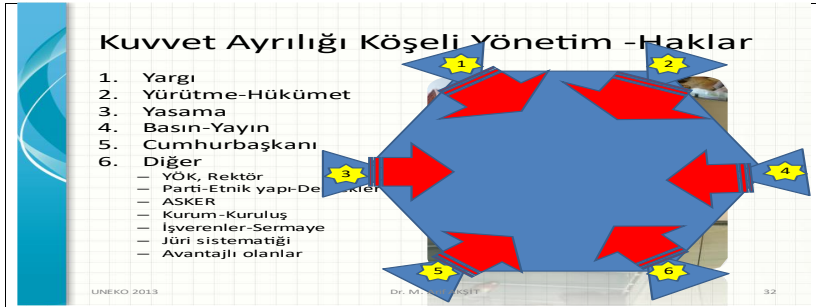 Kuvvet Ayrılığı Köşeli Yönetim -Haklar
1. Yargı
2. Yürütme-Hükümet
3. Yasama
4. Basın-Yayın
5. Cumhurbaşkanı
6. Diğer
— YÖK, Rektör
— Parti-Etnik yapı-De
— ASKER
— Kurum-Kuruluş
— İşverenler-Sermaye
— Jüri sistematiği
— Avantajlı olanlar
1
2
3
4
5
6
UNEKO 2013
Dr. M.
32